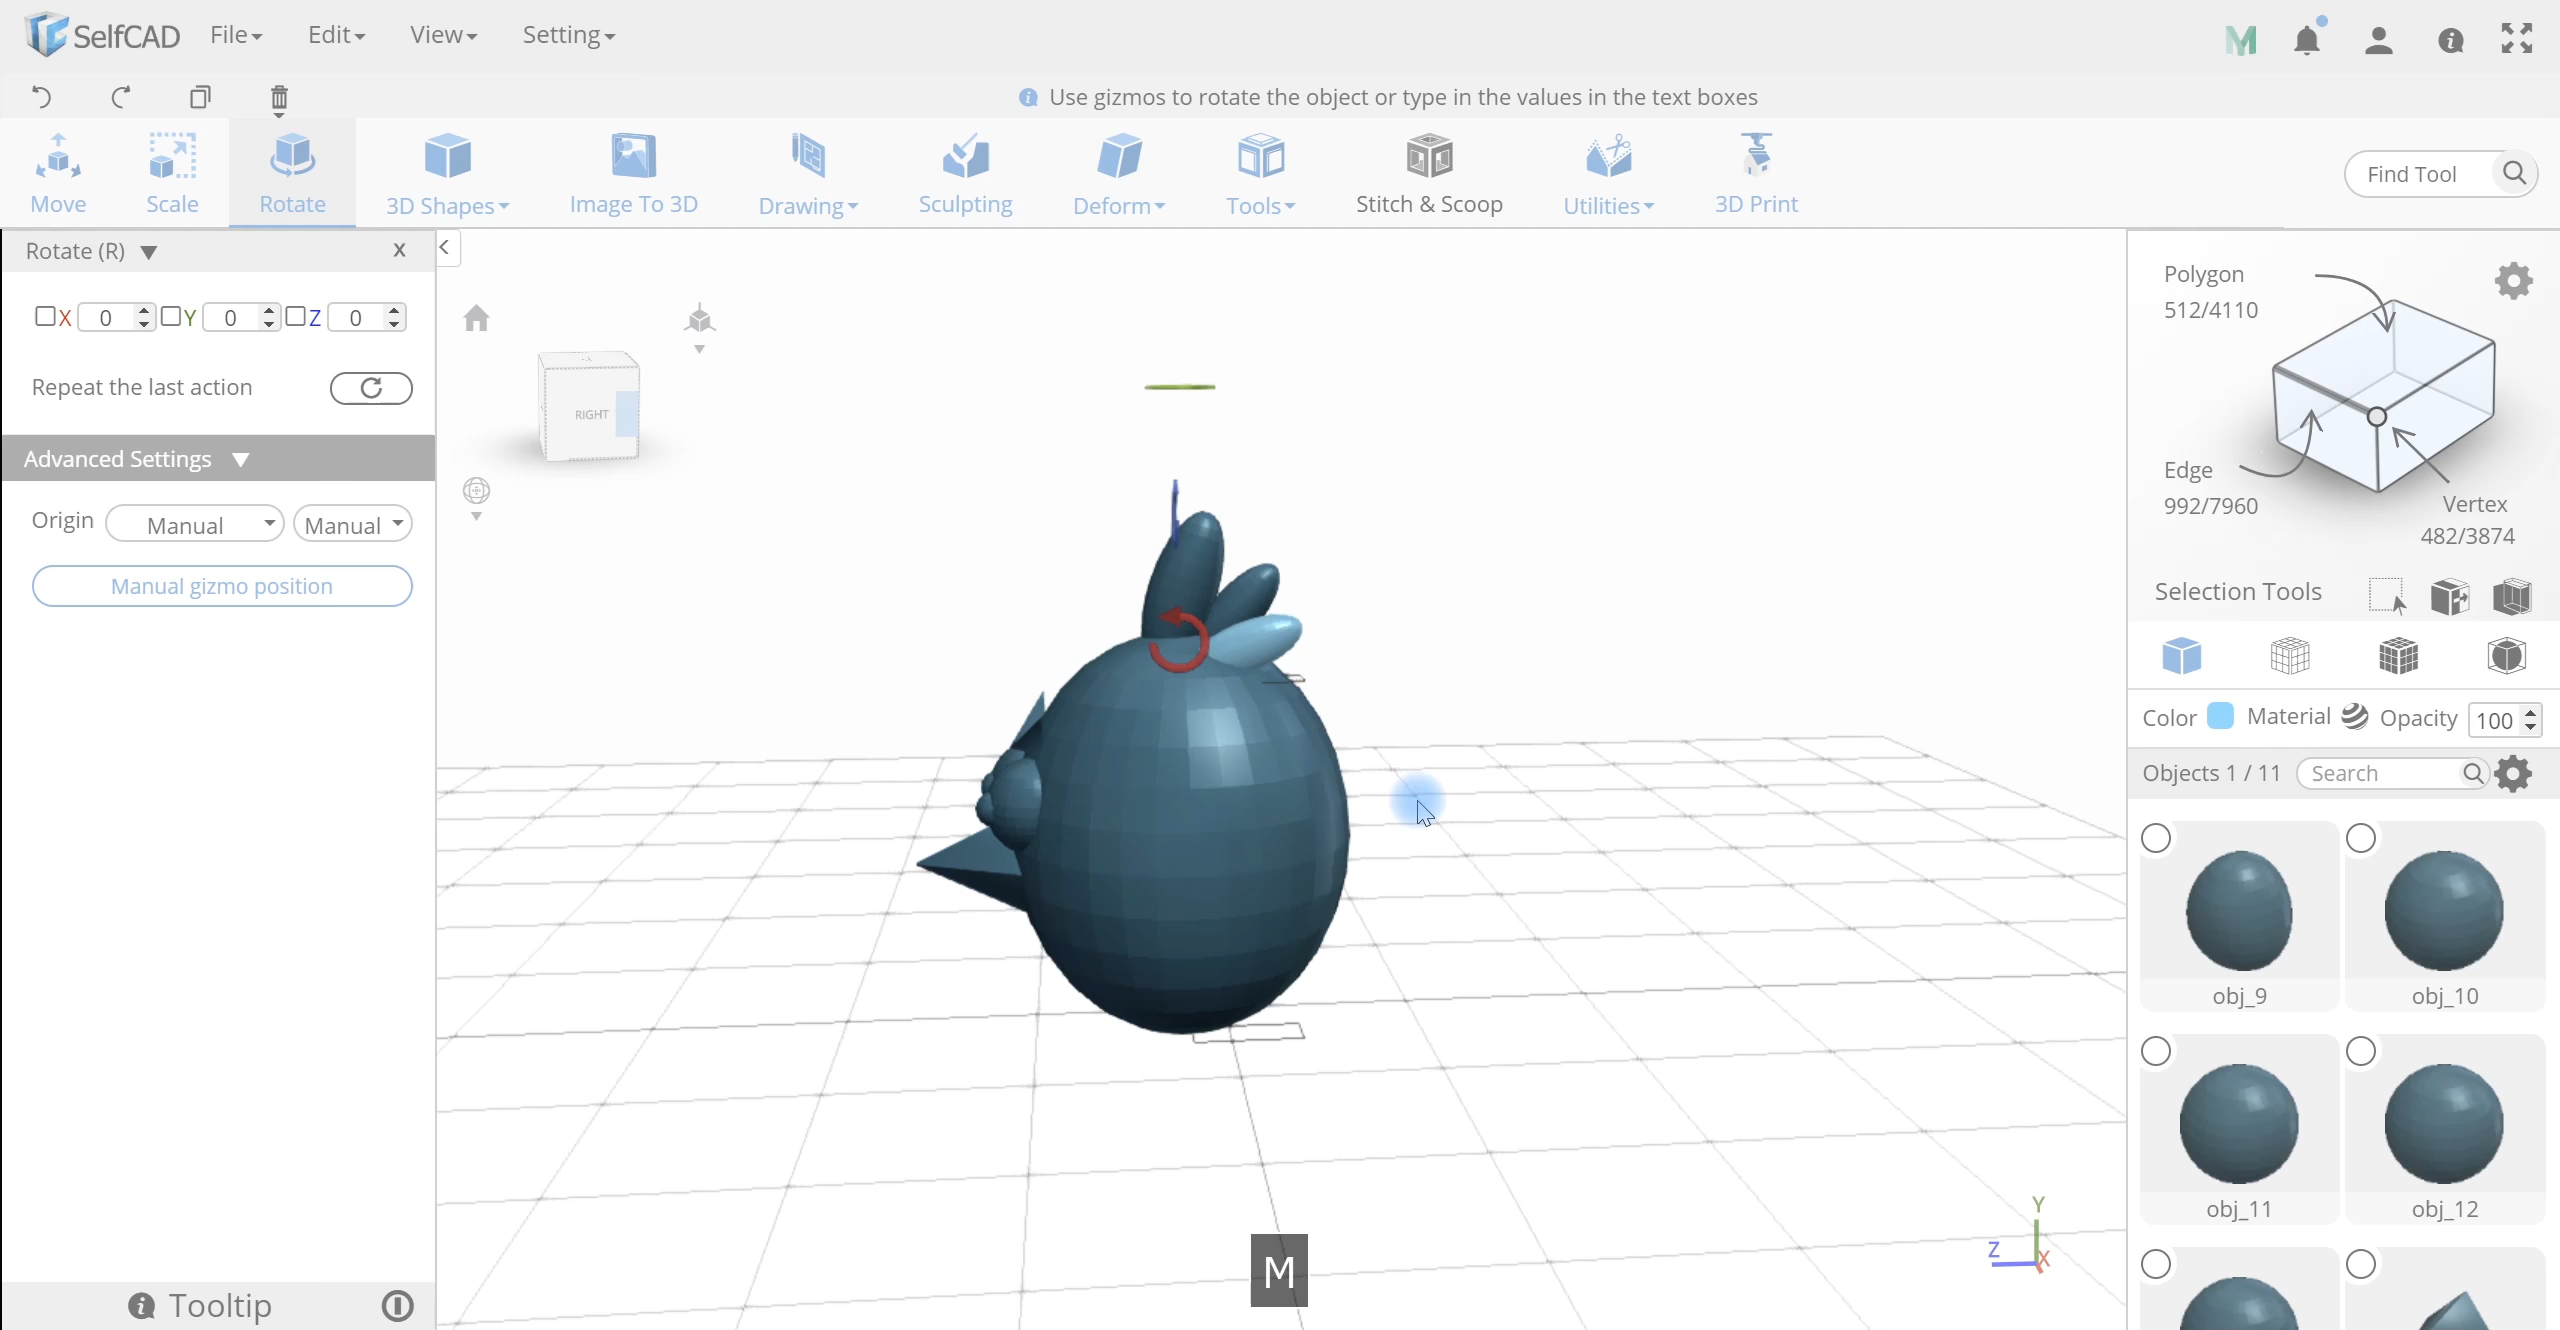 SelfCAD File Edit View Setting
Use gizmos to rotate the object or type in the values in the text boxes
Move Scale Rotate 3D Shapes Image To 3D Drawing Sculpting Deform Tools Stitch & Scoop Utilities 3D Print Find Tool
Rotate (R) x
X 0 Y 0 Z 0
Repeat the last action
Advanced Settings
Origin Manual Manual
Manual gizmo position
Tooltip
RIGHT
M
Y
Z X
Polygon
512/4110
Edge
992/7960
Vertex
482/3874
Selection Tools
Color Material Opacity 100
Objects 1 / 11 Search
obj_9 obj_10
obj_11 obj_12